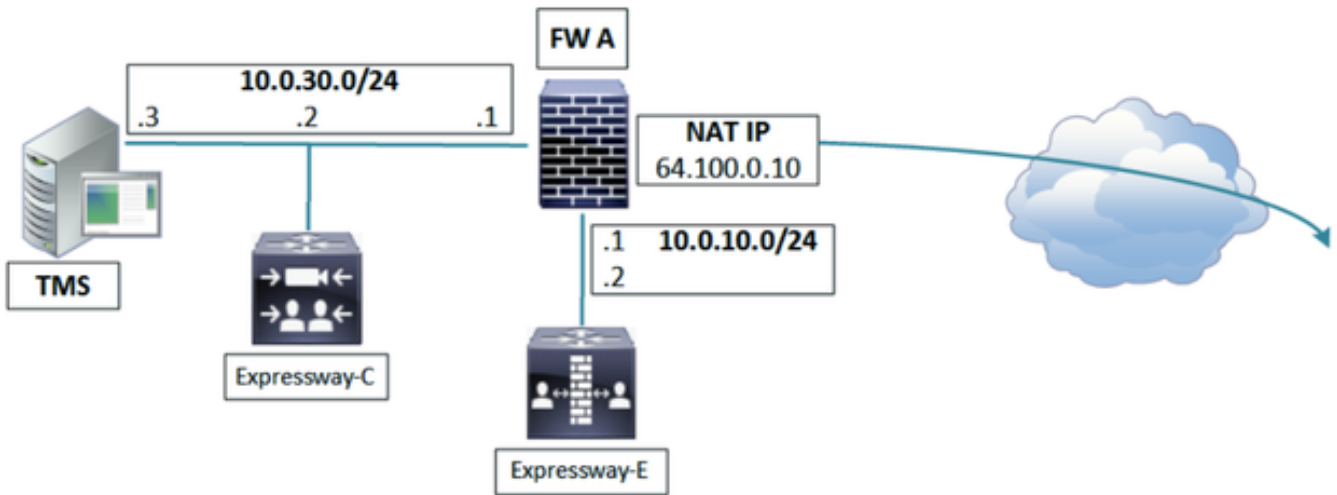 FW A
10.0.30.0/24
.3 .2 .1
NAT IP
64.100.0.10
TMS
.1 10.0.10.0/24
.2
Expressway-C
Expressway-E